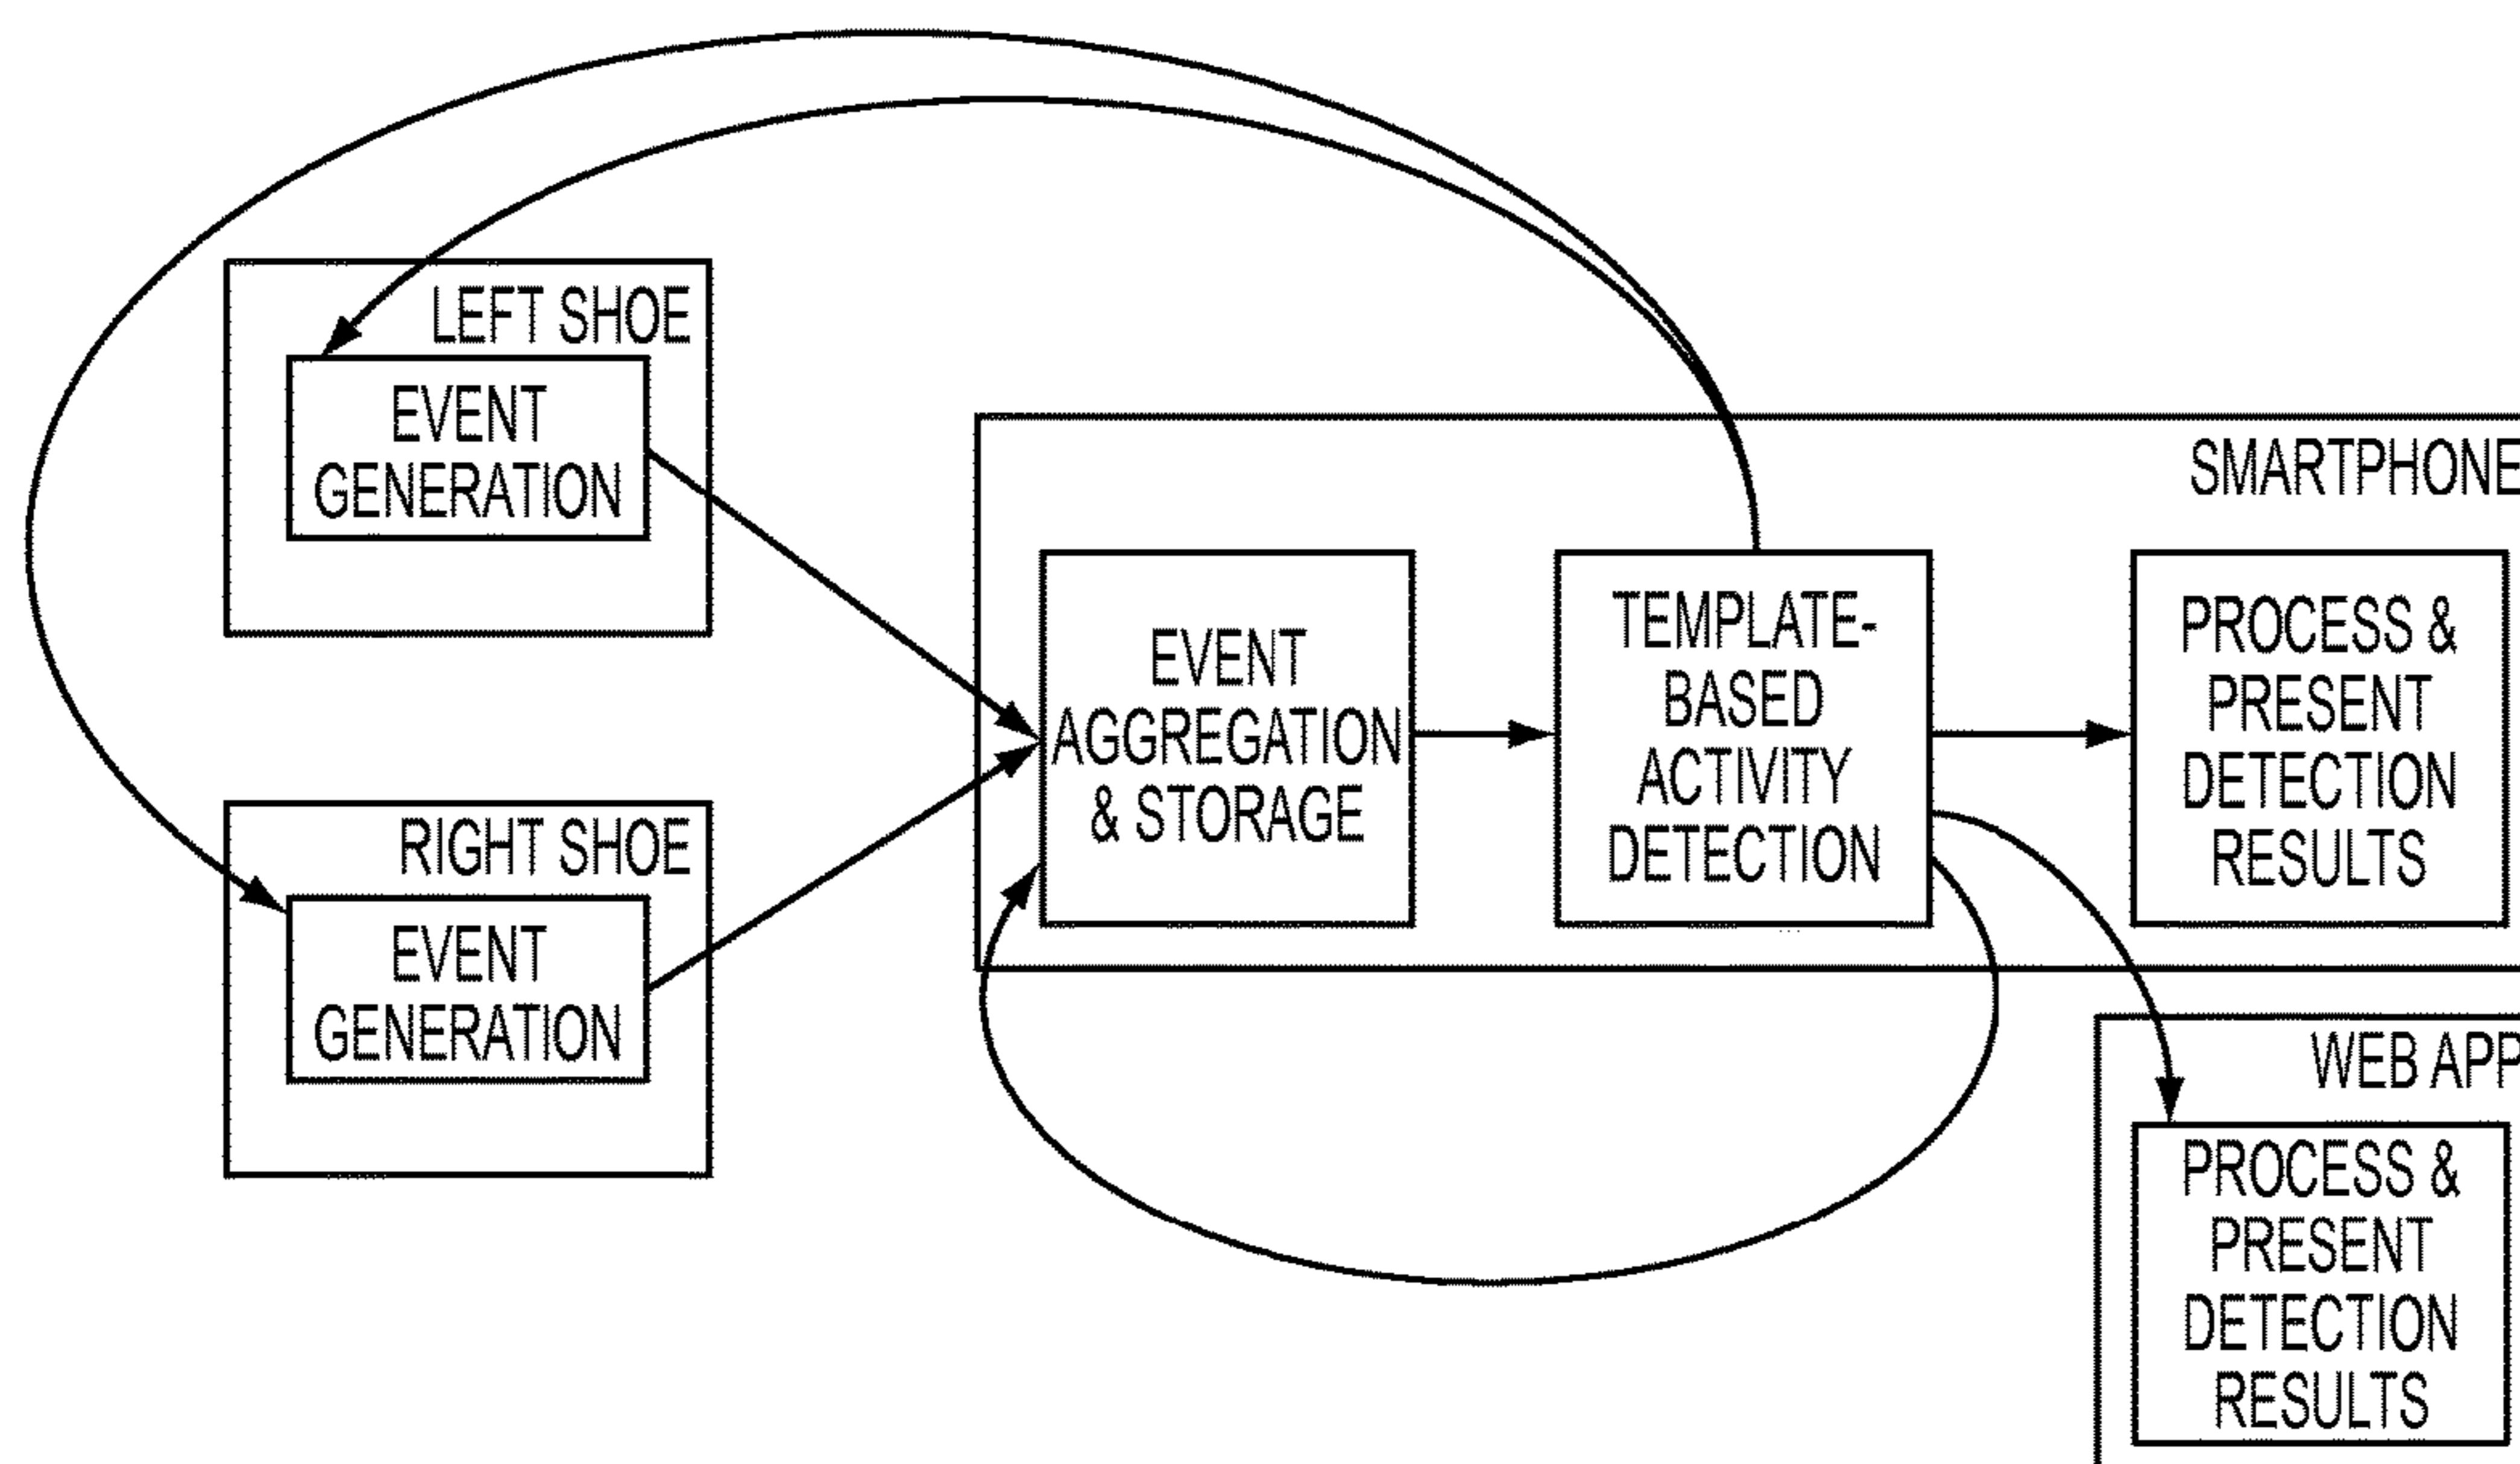 LEFT SHOE
EVENT
GENERATION
RIGHT SHOE
EVENT
GENERATION
SMARTPHONE
EVENT
AGGREGATION
& STORAGE
TEMPLATE-
BASED
ACTIVITY
DETECTION
PROCESS &
PRESENT
DETECTION
RESULTS
WEB APP
PROCESS &
PRESENT
DETECTION
RESULTS